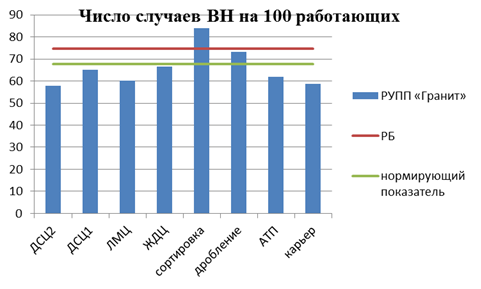 Число случаев ВН на 100 работающих
90
80
70
60
50
40
30
20
10
0
ДСЦ2
ДСЦ1
ЛМЦ
ЖДЦ
сортировка
дробление
АТП
карьер
РУПП «Гранит»
РБ
нормирующий
показатель